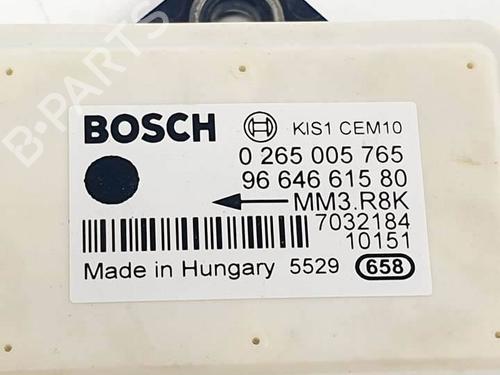 B-PARTS
BOSCH KIS1 CEM10
0 265 005 765
96 646 615 80
MM3.R8K
7032184
10151
Made in Hungary 5529 658